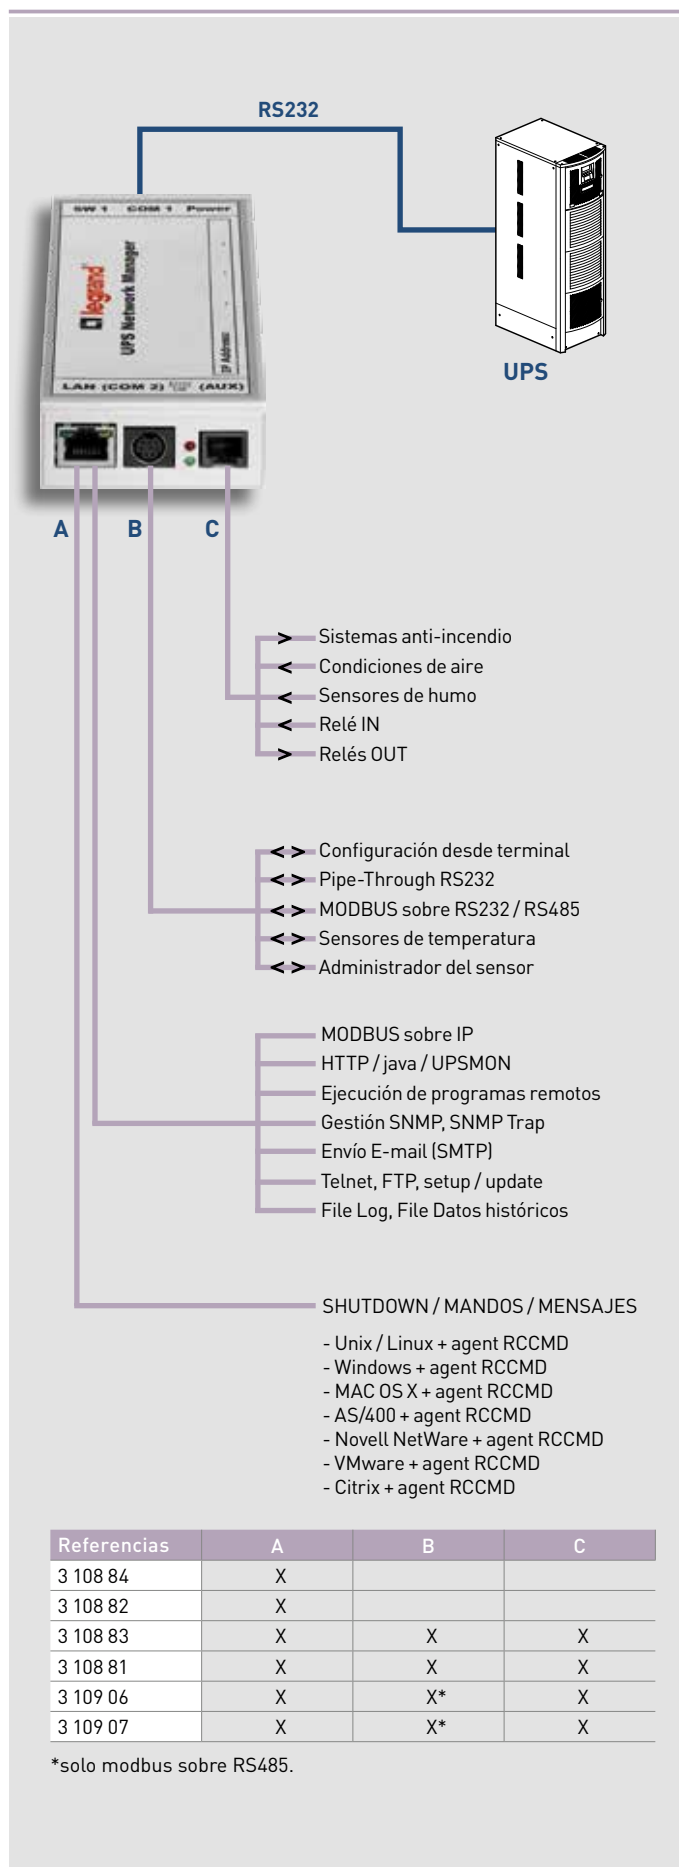 RS232
SW 1 COM 1 Power
legrand
UPS Network Manager
IP Address:
LAN (COM 2) (AUX)
UPS
A B C
> Sistemas anti-incendio
< Condiciones de aire
< Sensores de humo
< Relé IN
> Relés OUT
< > Configuración desde terminal
< > Pipe-Through RS232
< > MODBUS sobre RS232 / RS485
< > Sensores de temperatura
< > Administrador del sensor
MODBUS sobre IP
HTTP / java / UPSMON
Ejecución de programas remotos
Gestión SNMP, SNMP Trap
Envío E-mail (SMTP)
Telnet, FTP, setup / update
File Log, File Datos históricos
SHUTDOWN / MANDOS / MENSAJES
- Unix / Linux + agent RCCMD
- Windows + agent RCCMD
- MAC OS X + agent RCCMD
- AS/400 + agent RCCMD
- Novell NetWare + agent RCCMD
- VMware + agent RCCMD
- Citrix + agent RCCMD
Referencias A B C
3 108 84 X
3 108 82 X
3 108 83 X X X
3 108 81 X X X
3 109 06 X X* X
3 109 07 X X* X
*solo modbus sobre RS485.